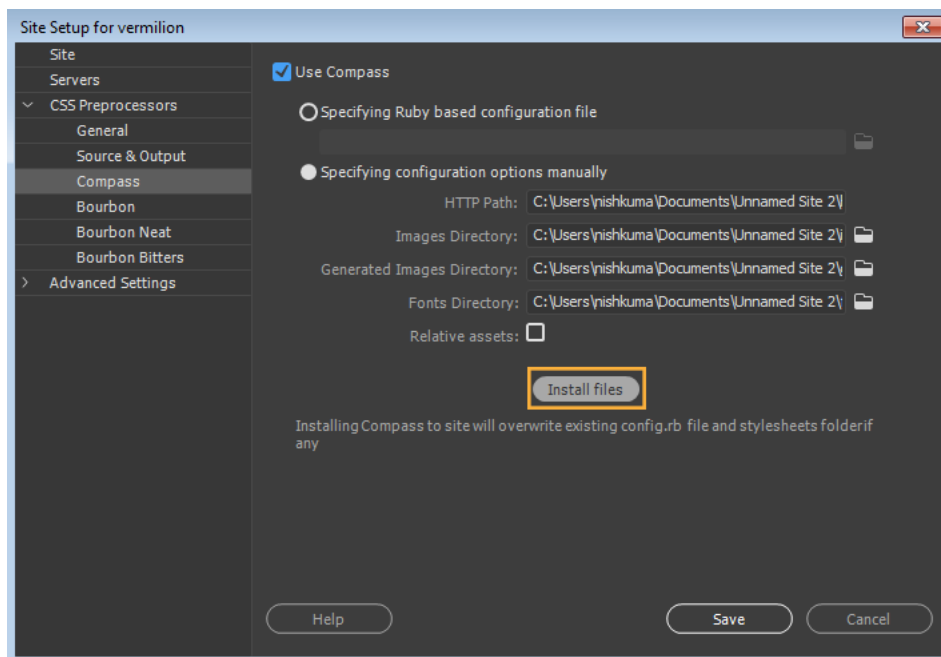 Site Setup for vermilion
Site
Servers
CSS Preprocessors
General
Source & Output
Compass
Bourbon
Bourbon Neat
Bourbon Bitters
Advanced Settings
Use Compass
Specifying Ruby based configuration file
Specifying configuration options manually
HTTP Path: C:\Users\nishkuma\Documents\Unnamed Site 2\
Images Directory: C:\Users\nishkuma\Documents\Unnamed Site 2\
Generated Images Directory: C:\Users\nishkuma\Documents\Unnamed Site 2\
Fonts Directory: C:\Users\nishkuma\Documents\Unnamed Site 2\
Relative assets:
Install files
Installing Compass to site will overwrite existing config.rb file and stylesheets folderif
any
Help
Save
Cancel